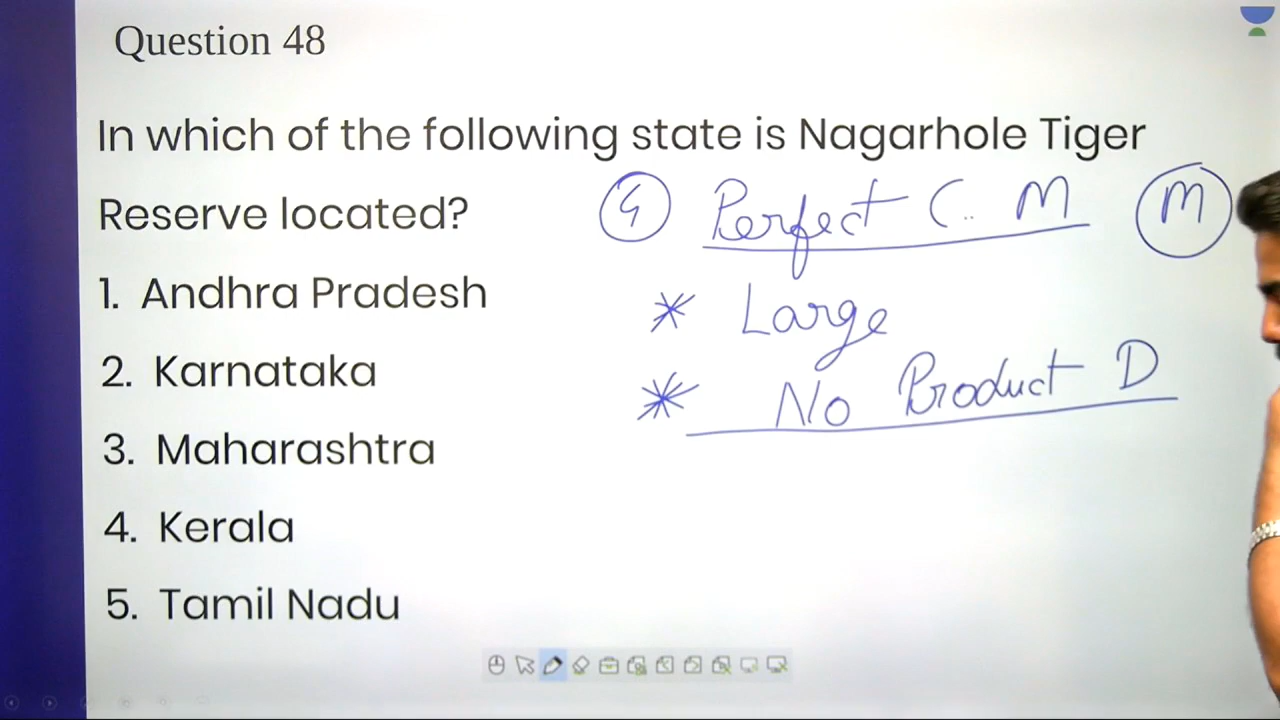 Question 48
In which of the following state is Nagarhole Tiger
Reserve located?
4 Perfect C.. M M
1. Andhra Pradesh
* Large
2. Karnataka
* No Product D
3. Maharashtra
4. Kerala
5. Tamil Nadu